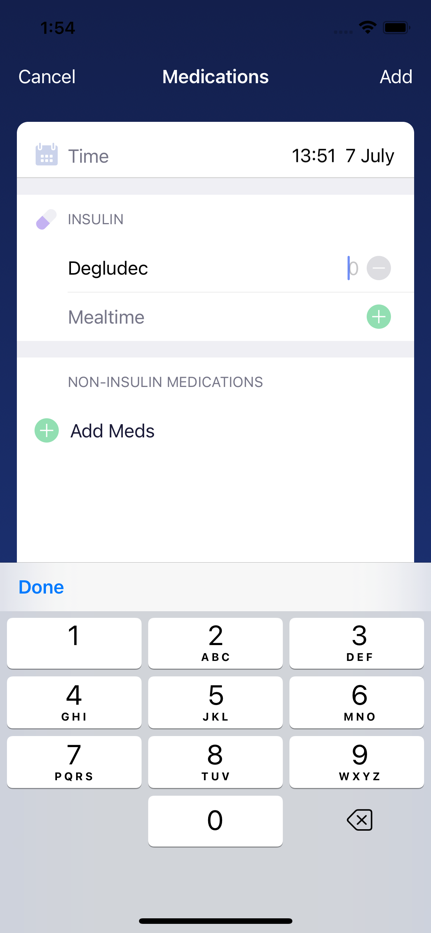 1:54
Cancel Medications Add
Time 13:51 7 July
INSULIN
Degludec 0
Mealtime
NON-INSULIN MEDICATIONS
Add Meds
Done
1 2 3
ABC DEF
4 5 6
GHI JKL MNO
7 8 9
PQRS TUV WXYZ
0